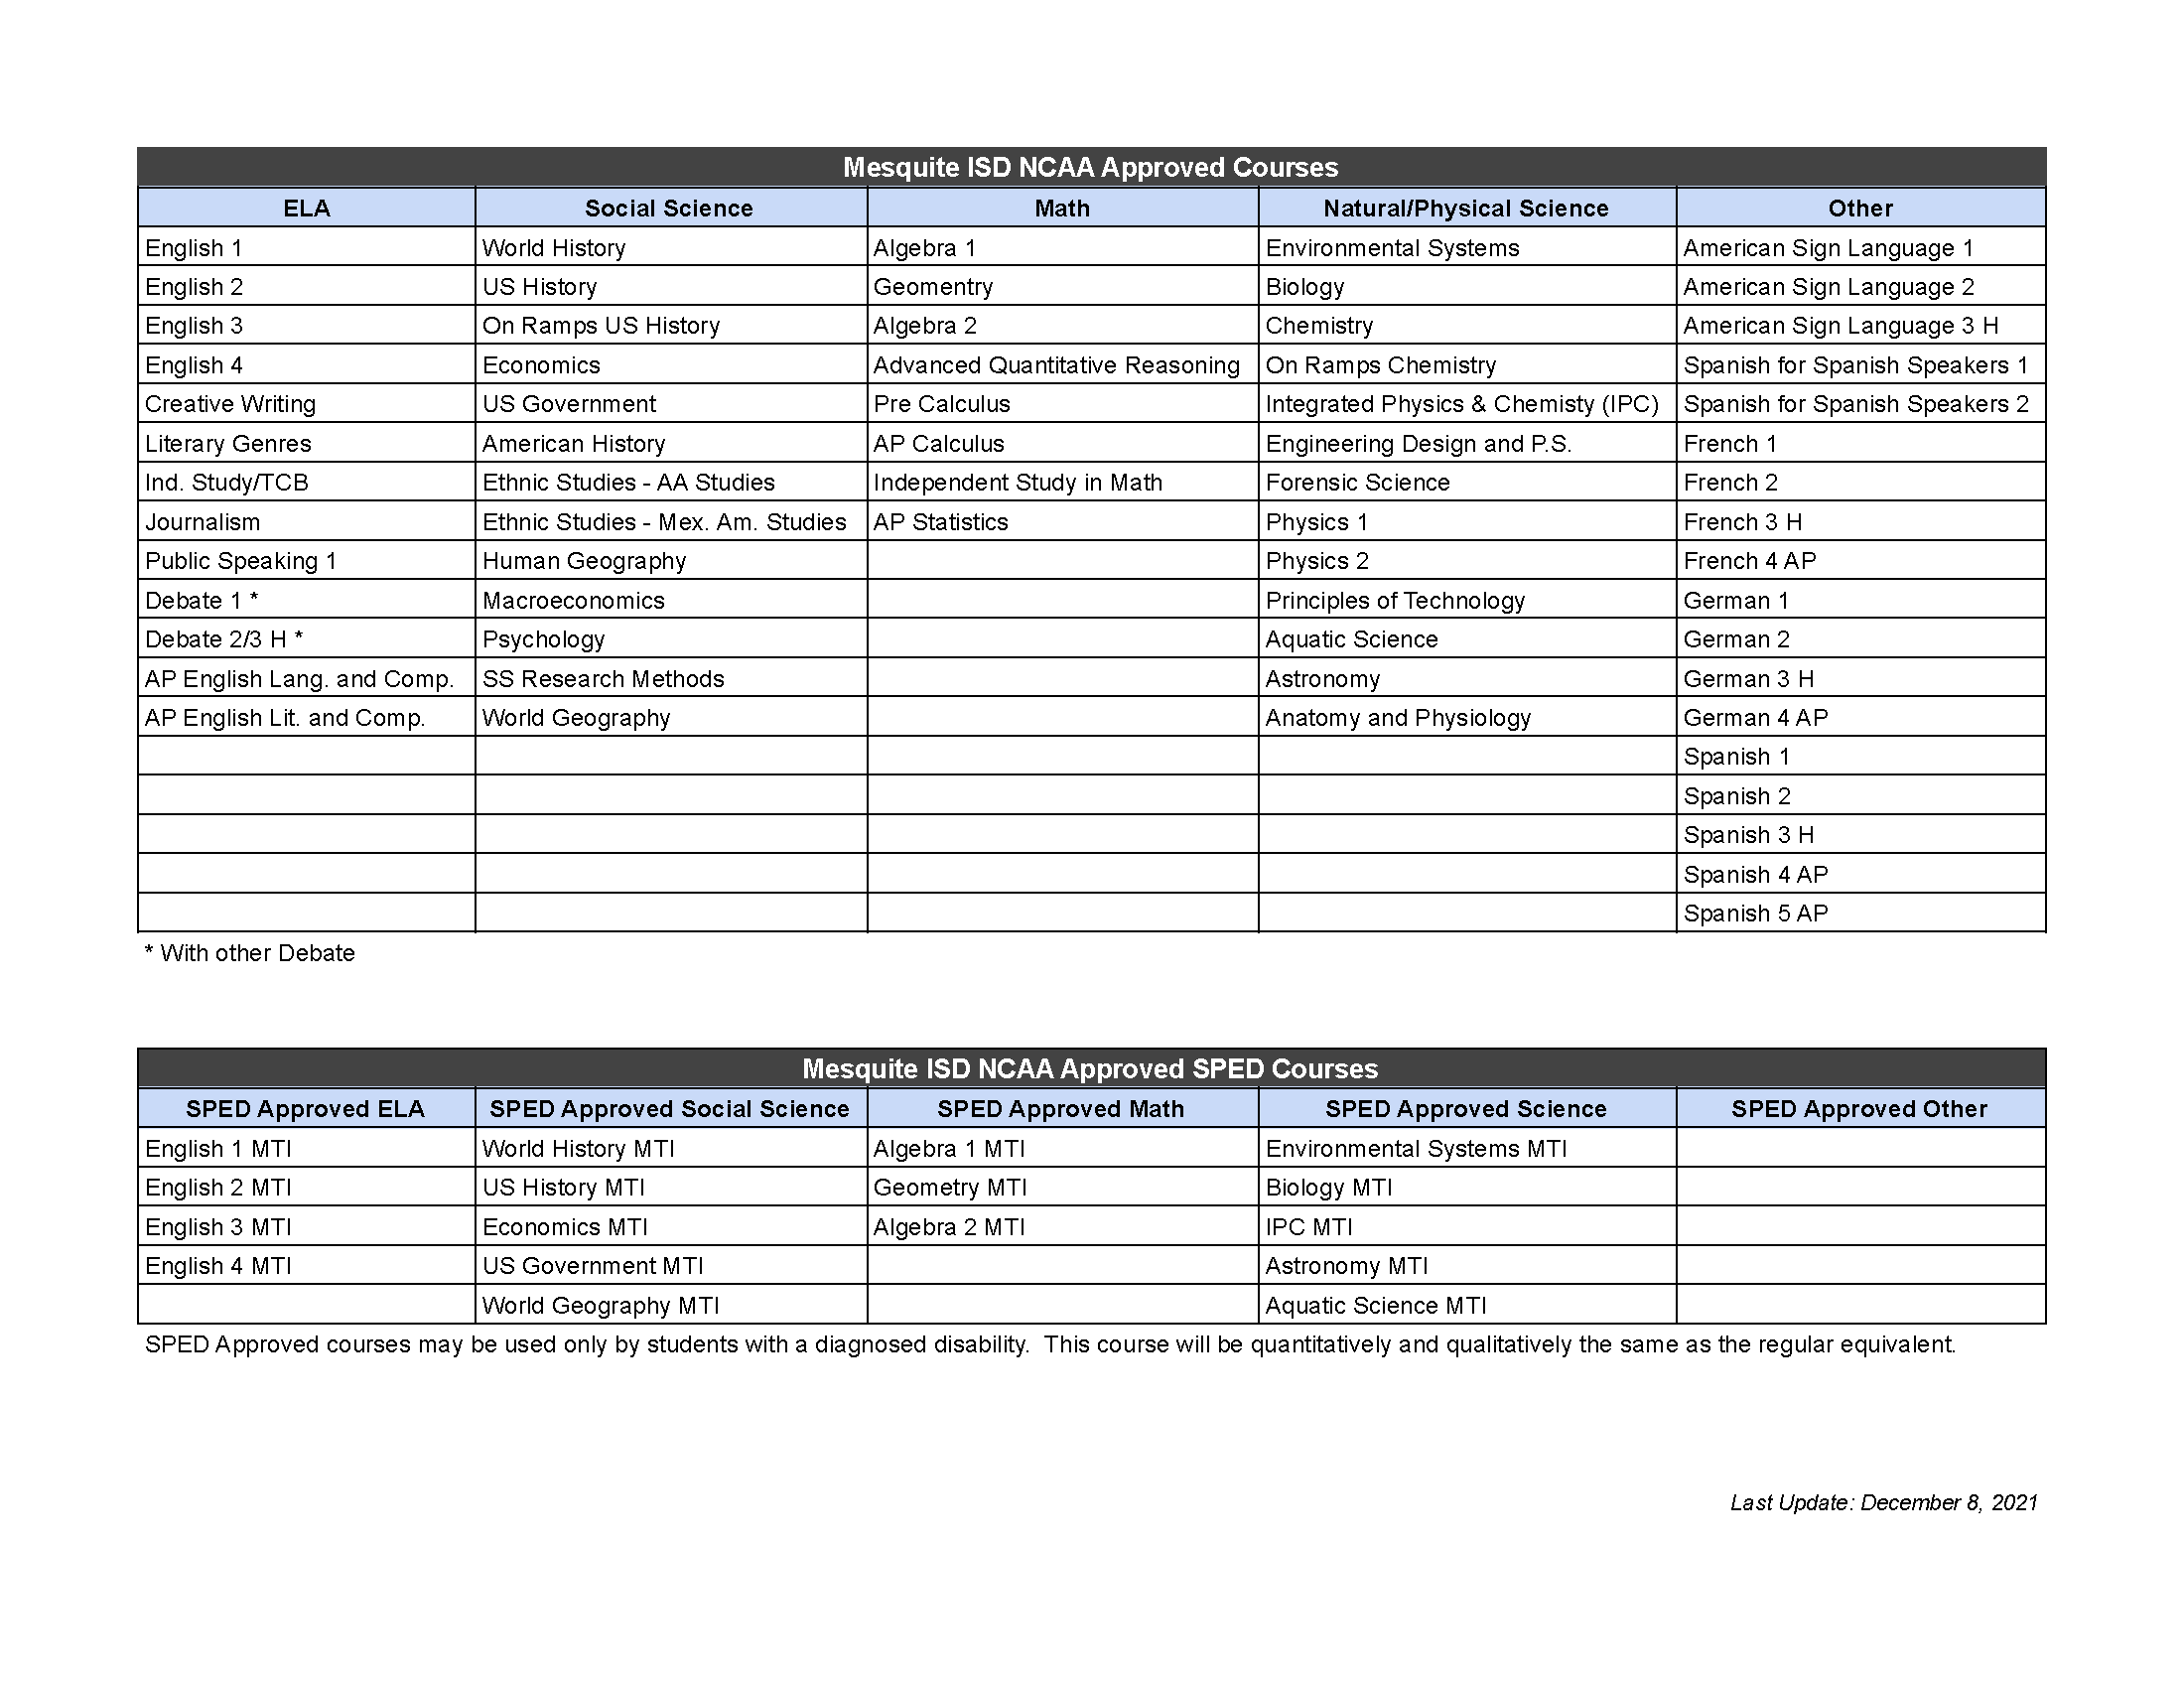 Mesquite ISD NCAA Approved Courses
ELA Social Science Math Natural/Physical Science Other
English 1 World History Algebra 1 Environmental Systems American Sign Language 1
English 2 US History Geomentry Biology American Sign Language 2
English 3 On Ramps US History Algebra 2 Chemistry American Sign Language 3 H
English 4 Economics Advanced Quantitative Reasoning On Ramps Chemistry Spanish for Spanish Speakers 1
Creative Writing US Government Pre Calculus Integrated Physics & Chemisty (IPC) Spanish for Spanish Speakers 2
Literary Genres American History AP Calculus Engineering Design and P.S. French 1
Ind. Study/TCB Ethnic Studies - AA Studies Independent Study in Math Forensic Science French 2
Journalism Ethnic Studies - Mex. Am. Studies AP Statistics Physics 1 French 3 H
Public Speaking 1 Human Geography Physics 2 French 4 AP
Debate 1 * Macroeconomics Principles of Technology German 1
Debate 2/3 H * Psychology Aquatic Science German 2
AP English Lang. and Comp. SS Research Methods Astronomy German 3 H
AP English Lit. and Comp. World Geography Anatomy and Physiology German 4 AP
Spanish 1
Spanish 2
Spanish 3 H
Spanish 4 AP
Spanish 5 AP
* With other Debate
Mesquite ISD NCAA Approved SPED Courses
SPED Approved ELA SPED Approved Social Science SPED Approved Math SPED Approved Science SPED Approved Other
English 1 MTI World History MTI Algebra 1 MTI Environmental Systems MTI
English 2 MTI US History MTI Geometry MTI Biology MTI
English 3 MTI Economics MTI Algebra 2 MTI IPC MTI
English 4 MTI US Government MTI Astronomy MTI
World Geography MTI Aquatic Science MTI
SPED Approved courses may be used only by students with a diagnosed disability.  This course will be quantitatively and qualitatively the same as the regular equivalent.
Last Update: December 8, 2021